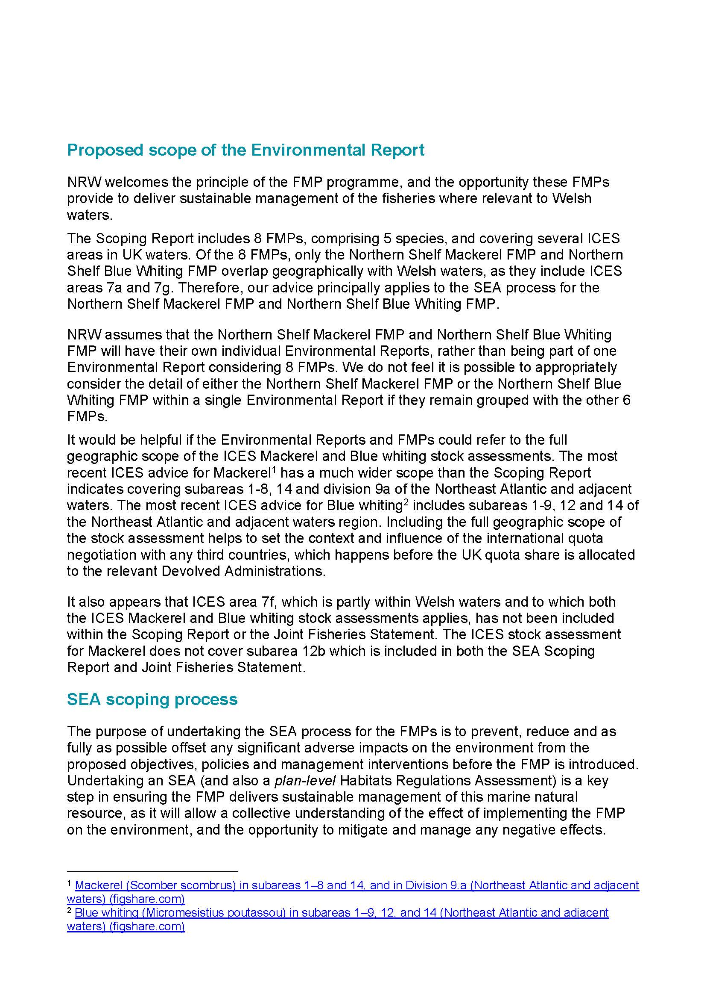 Proposed scope of the Environmental Report
NRW welcomes the principle of the FMP programme, and the opportunity these FMPs
provide to deliver sustainable management of the fisheries where relevant to Welsh
waters.
The Scoping Report includes 8 FMPs, comprising 5 species, and covering several ICES
areas in UK waters. Of the 8 FMPs, only the Northern Shelf Mackerel FMP and Northern
Shelf Blue Whiting FMP overlap geographically with Welsh waters, as they include ICES
areas 7a and 7g. Therefore, our advice principally applies to the SEA process for the
Northern Shelf Mackerel FMP and Northern Shelf Blue Whiting FMP.
NRW assumes that the Northern Shelf Mackerel FMP and Northern Shelf Blue Whiting
FMP will have their own individual Environmental Reports, rather than being part of one
Environmental Report considering 8 FMPs. We do not feel it is possible to appropriately
consider the detail of either the Northern Shelf Mackerel FMP or the Northern Shelf Blue
Whiting FMP within a single Environmental Report if they remain grouped with the other 6
FMPs.
It would be helpful if the Environmental Reports and FMPs could refer to the full
geographic scope of the ICES Mackerel and Blue whiting stock assessments. The most
recent ICES advice for Mackerel¹ has a much wider scope than the Scoping Report
indicates covering subareas 1-8, 14 and division 9a of the Northeast Atlantic and adjacent
waters. The most recent ICES advice for Blue whiting² includes subareas 1-9, 12 and 14 of
the Northeast Atlantic and adjacent waters region. Including the full geographic scope of
the stock assessment helps to set the context and influence of the international quota
negotiation with any third countries, which happens before the UK quota share is allocated
to the relevant Devolved Administrations.
It also appears that ICES area 7f, which is partly within Welsh waters and to which both
the ICES Mackerel and Blue whiting stock assessments applies, has not been included
within the Scoping Report or the Joint Fisheries Statement. The ICES stock assessment
for Mackerel does not cover subarea 12b which is included in both the SEA Scoping
Report and Joint Fisheries Statement.
SEA scoping process
The purpose of undertaking the SEA process for the FMPs is to prevent, reduce and as
fully as possible offset any significant adverse impacts on the environment from the
proposed objectives, policies and management interventions before the FMP is introduced.
Undertaking an SEA (and also a plan-level Habitats Regulations Assessment) is a key
step in ensuring the FMP delivers sustainable management of this marine natural
resource, as it will allow a collective understanding of the effect of implementing the FMP
on the environment, and the opportunity to mitigate and manage any negative effects.
¹ Mackerel (Scomber scombrus) in subareas 1–8 and 14, and in Division 9.a (Northeast Atlantic and adjacent
waters) (figshare.com)
² Blue whiting (Micromesistius poutassou) in subareas 1–9, 12, and 14 (Northeast Atlantic and adjacent
waters) (figshare.com)